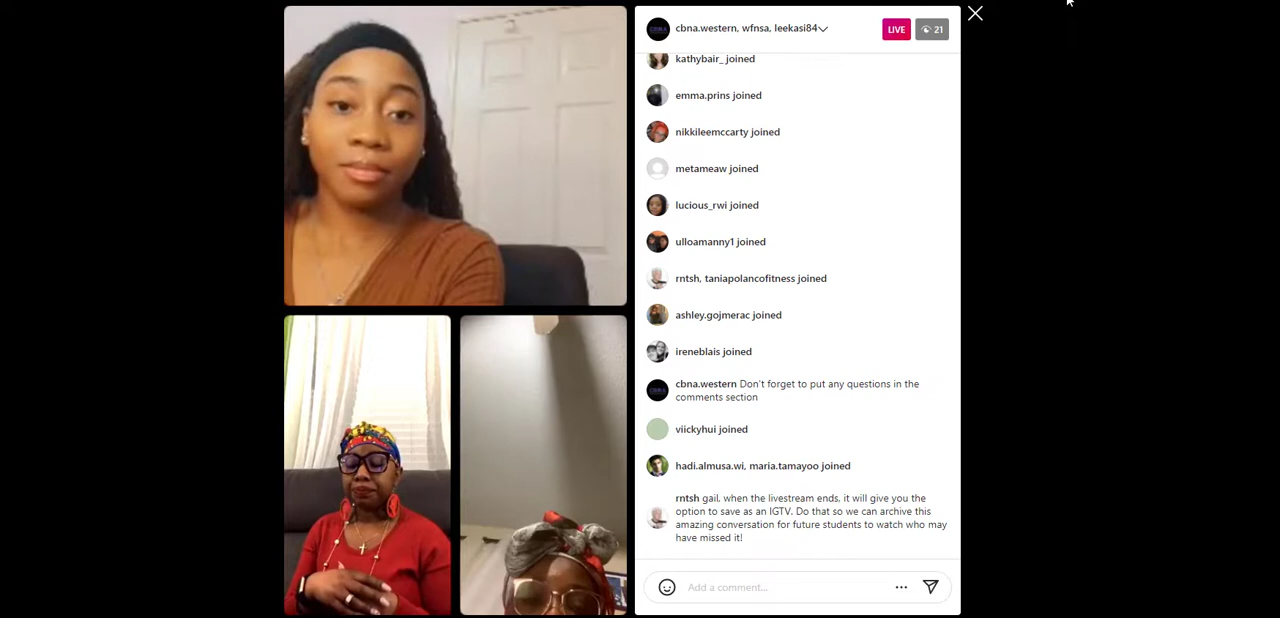 cbna.western, wfnsa, leekasi84
LIVE
21
kathybair_ joined
emma.prins joined
nikkileemccarty joined
metameaw joined
lucious_rwi joined
ulloamanny1 joined
rntsh, taniapolancofitness joined
ashley.gojmerac joined
ireneblais joined
cbna.western Don't forget to put any questions in the
comments section
viickyhui joined
hadi.almusa.wi, maria.tamayoo joined
rntsh gail, when the livestream ends, it will give you the
option to save as an IGTV. Do that so we can archive this
amazing conversation for future students to watch who may
have missed it!
Add a comment...